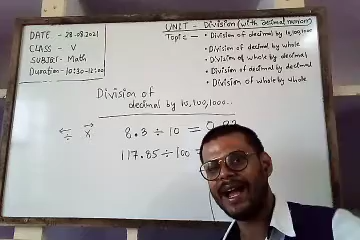 DATE - 28-08-2021
CLASS - V
SUBJECT - Math
Duration - 10:30-12:00
UNIT - Division (with decimal numbers)
Topic -
• Division of decimal by 10,100,1000
• Division of decimal by whole
• Division of whole by decimal
• Division of decimal by decimal
• Division of whole by whole
Division of
decimal by 10, 100, 1000...
← ÷
→ x
8.3 ÷ 10 = 0.83
117.85 ÷ 100 =